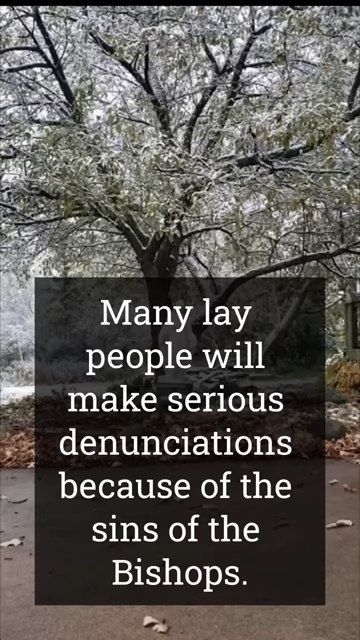 Many lay
people will
make serious
denunciations
because of the
sins of the
Bishops.